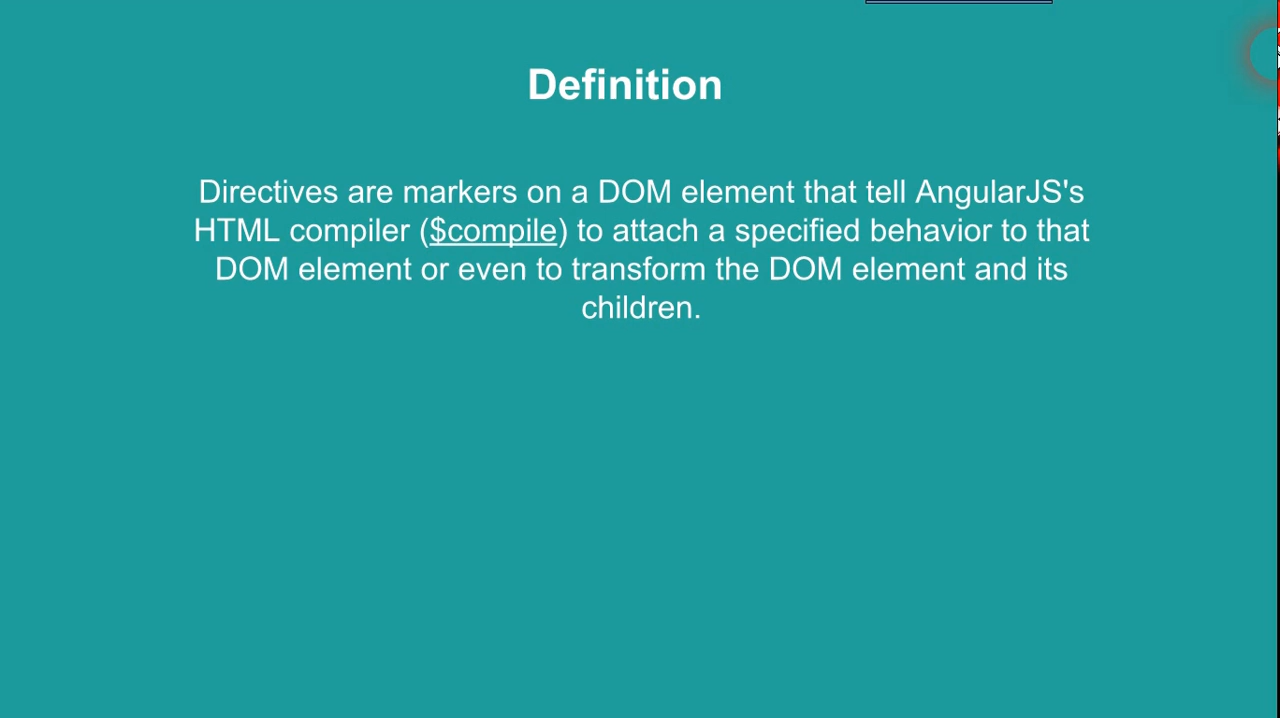 Definition
Directives are markers on a DOM element that tell AngularJS's
HTML compiler ($compile) to attach a specified behavior to that
DOM element or even to transform the DOM element and its
children.